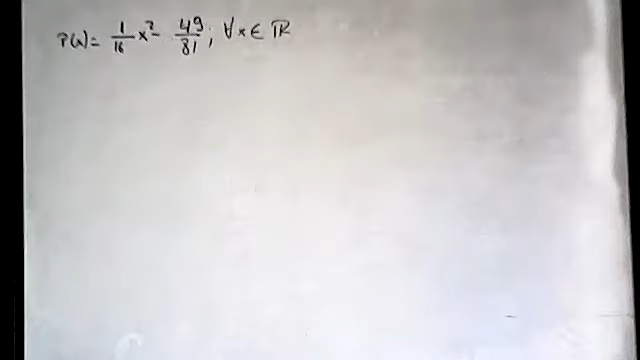 P(x) = 1/16 x² - 49/81 ; ∀ x ∈ ℝ